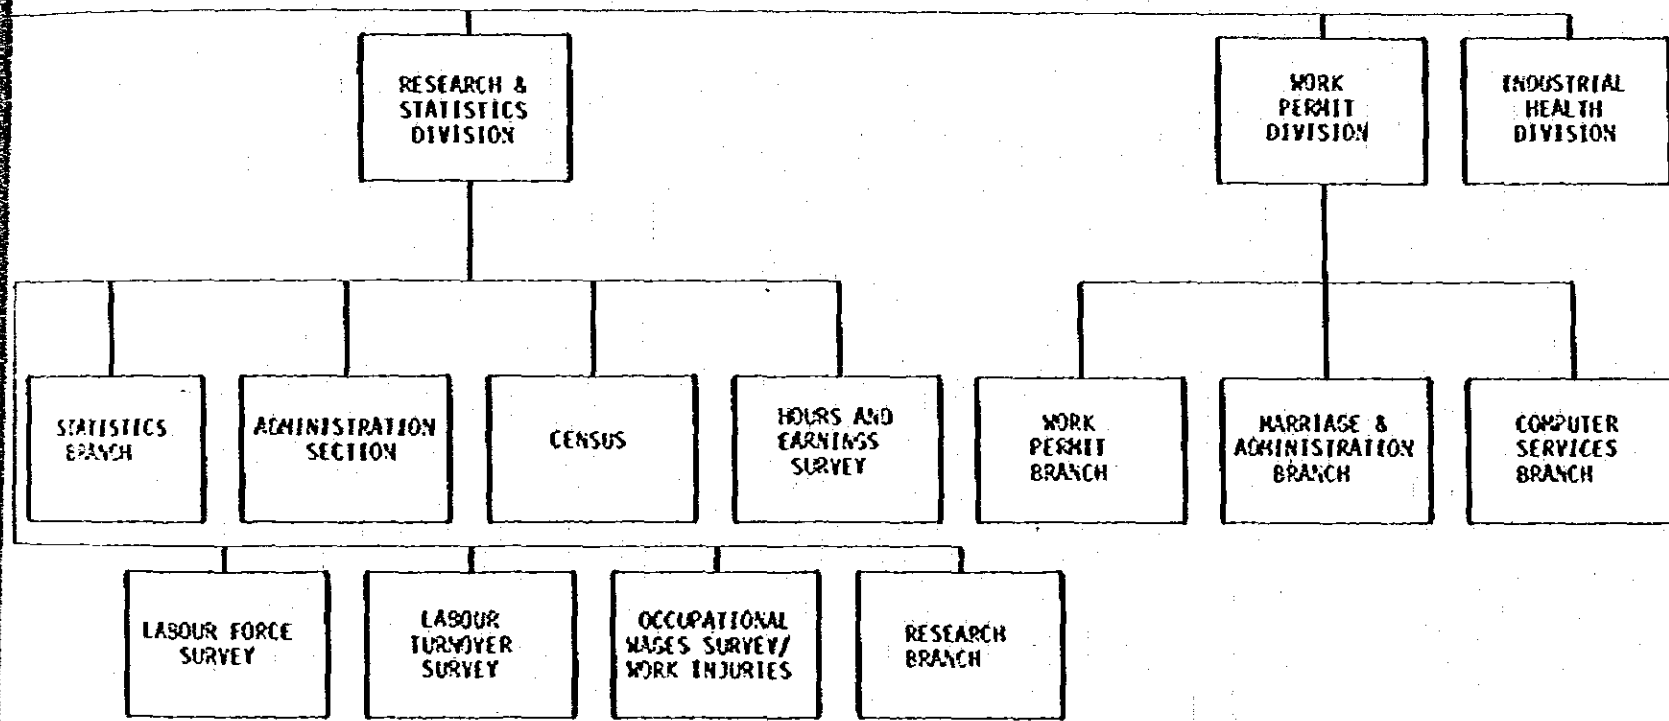 RESEARCH &
STATISTICS
DIVISION
WORK
PERMIT
DIVISION
INDUSTRIAL
HEALTH
DIVISION
STATISTICS
BRANCH
ADMINISTRATION
SECTION
CENSUS
HOURS AND
EARNINGS
SURVEY
WORK
PERMIT
BRANCH
MARRIAGE &
ADMINISTRATION
BRANCH
COMPUTER
SERVICES
BRANCH
LABOUR FORCE
SURVEY
LABOUR
TURNOVER
SURVEY
OCCUPATIONAL
WAGES SURVEY/
WORK INJURIES
RESEARCH
BRANCH